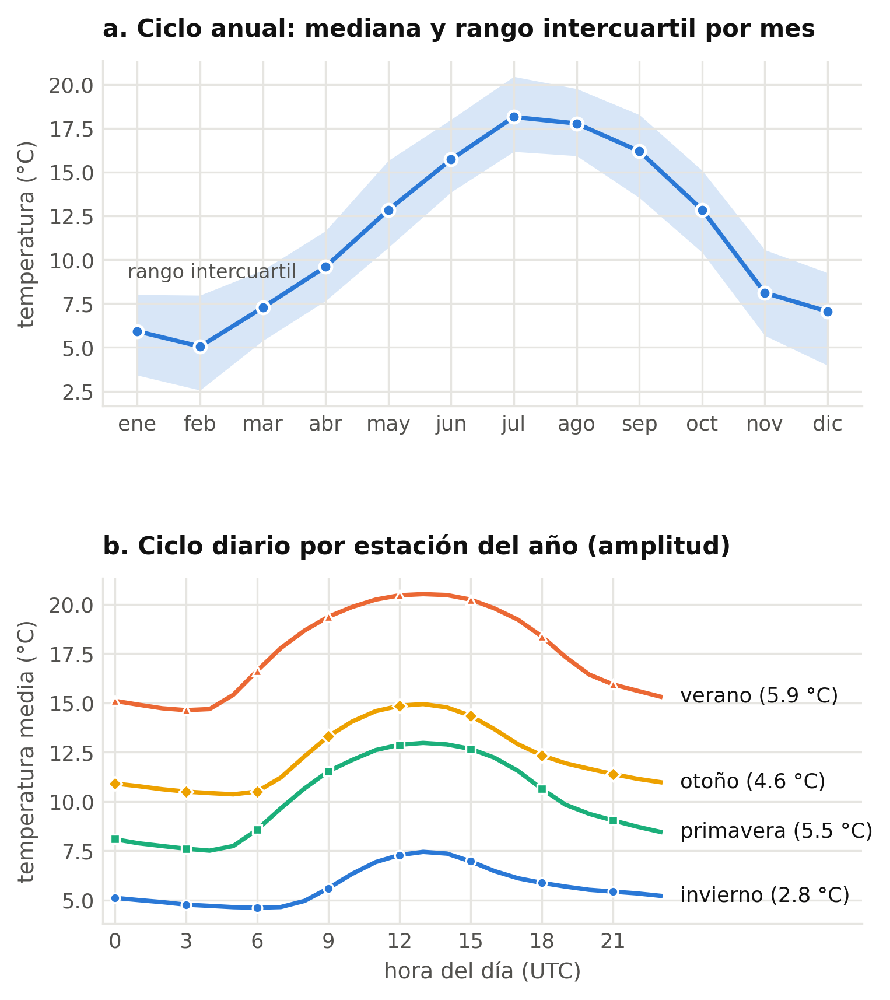 a. Ciclo anual: mediana y rango intercuartil por mes
temperatura (°C)
20.0
17.5
15.0
12.5
10.0
7.5
5.0
2.5
rango intercuartil
ene feb mar abr may jun jul ago sep oct nov dic
b. Ciclo diario por estación del año (amplitud)
temperatura media (°C)
20.0
17.5
15.0
12.5
10.0
7.5
5.0
verano (5.9 °C)
otoño (4.6 °C)
primavera (5.5 °C)
invierno (2.8 °C)
0 3 6 9 12 15 18 21
hora del día (UTC)